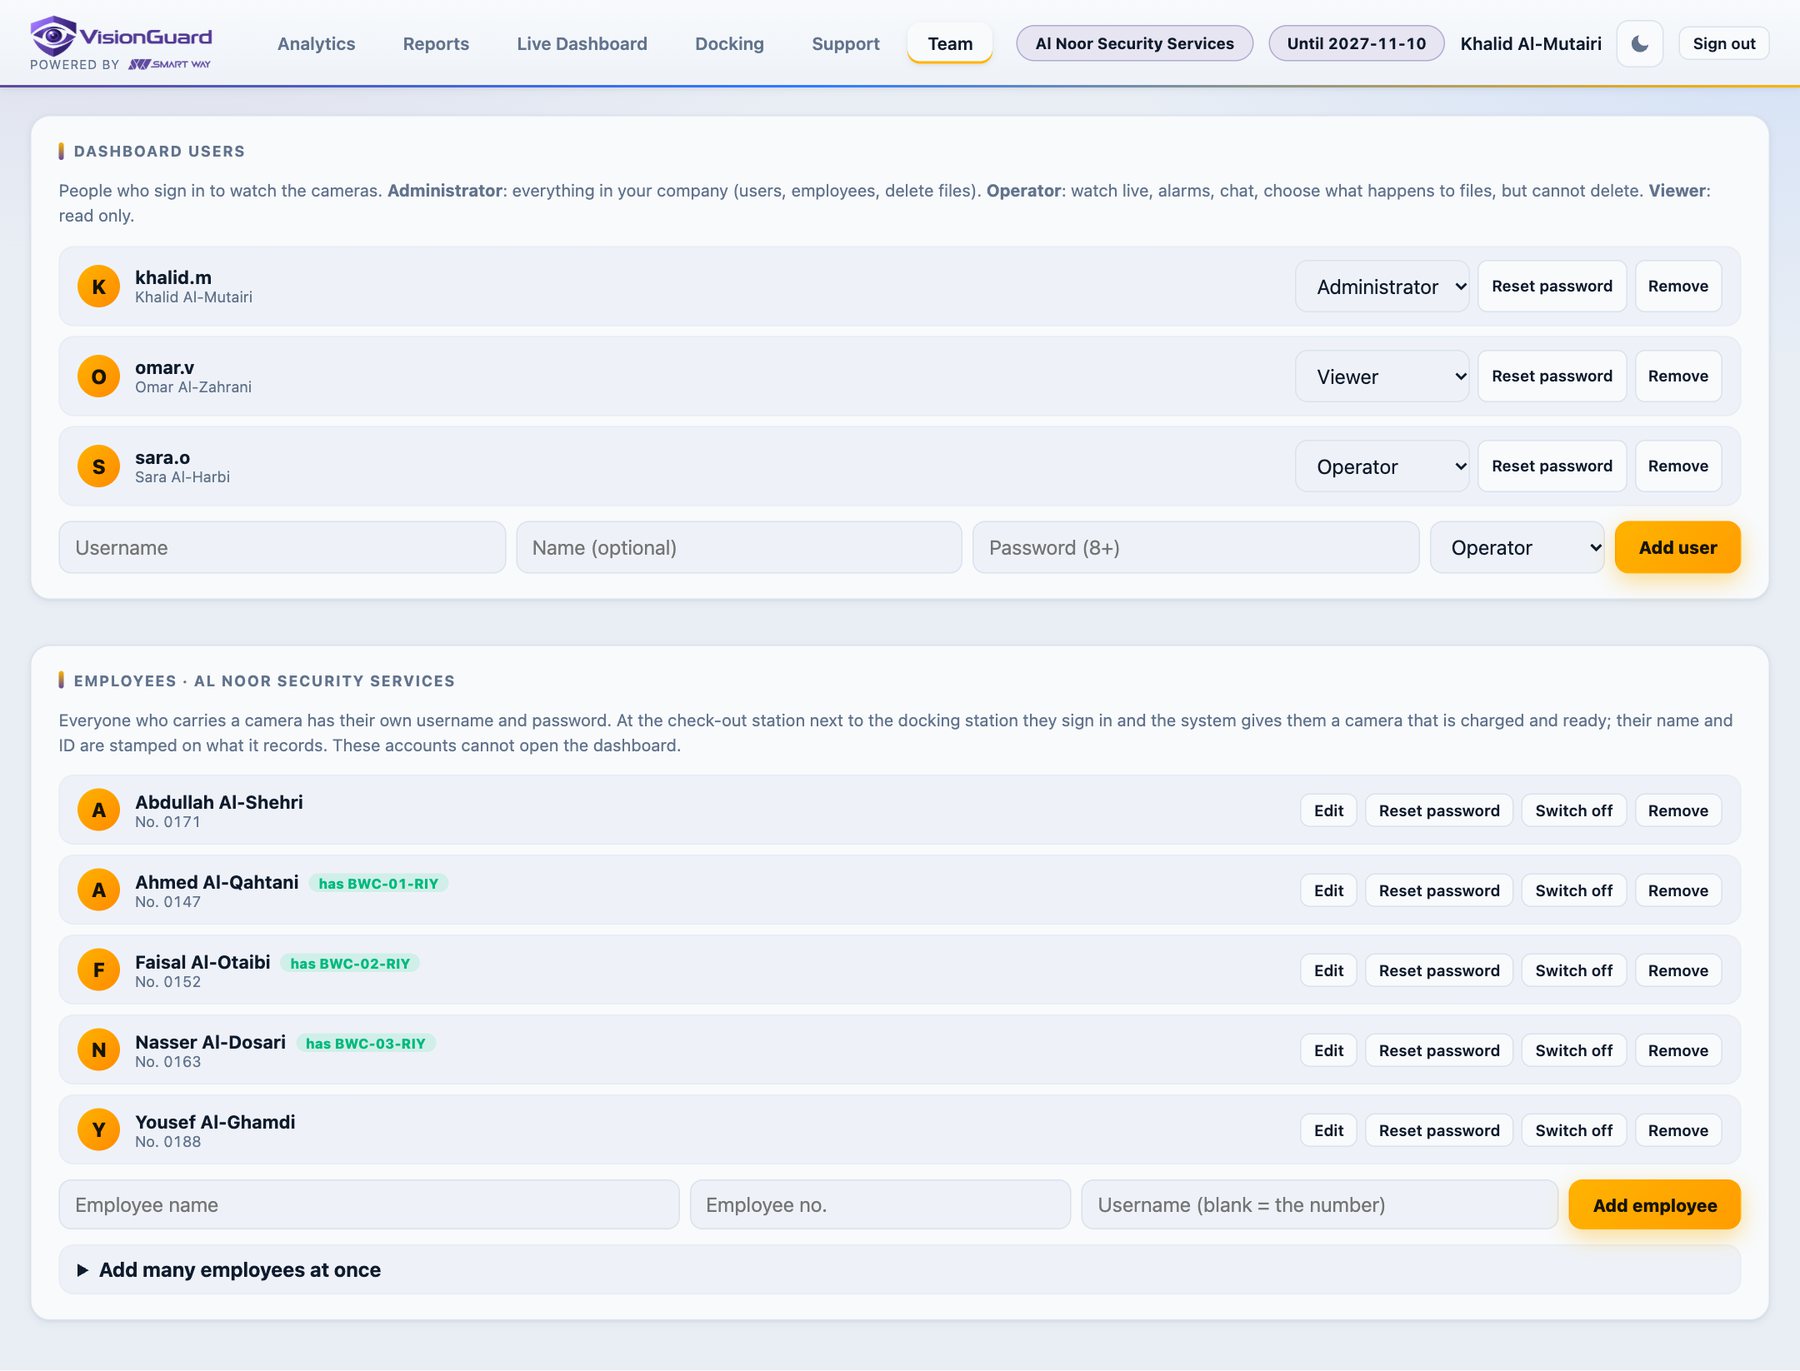 VisionGuard
POWERED BY SMART WAY
Analytics
Reports
Live Dashboard
Docking
Support
Team
Al Noor Security Services
Until 2027-11-10
Khalid Al-Mutairi
Sign out
DASHBOARD USERS
People who sign in to watch the cameras. Administrator: everything in your company (users, employees, delete files). Operator: watch live, alarms, chat, choose what happens to files, but cannot delete. Viewer:
read only.
K
khalid.m
Khalid Al-Mutairi
Administrator
Reset password
Remove
O
omar.v
Omar Al-Zahrani
Viewer
Reset password
Remove
S
sara.o
Sara Al-Harbi
Operator
Reset password
Remove
Username
Name (optional)
Password (8+)
Operator
Add user
EMPLOYEES · AL NOOR SECURITY SERVICES
Everyone who carries a camera has their own username and password. At the check-out station next to the docking station they sign in and the system gives them a camera that is charged and ready; their name and
ID are stamped on what it records. These accounts cannot open the dashboard.
A
Abdullah Al-Shehri
No. 0171
Edit
Reset password
Switch off
Remove
A
Ahmed Al-Qahtani has BWC-01-RIY
No. 0147
Edit
Reset password
Switch off
Remove
F
Faisal Al-Otaibi has BWC-02-RIY
No. 0152
Edit
Reset password
Switch off
Remove
N
Nasser Al-Dosari has BWC-03-RIY
No. 0163
Edit
Reset password
Switch off
Remove
Y
Yousef Al-Ghamdi
No. 0188
Edit
Reset password
Switch off
Remove
Employee name
Employee no.
Username (blank = the number)
Add employee
Add many employees at once